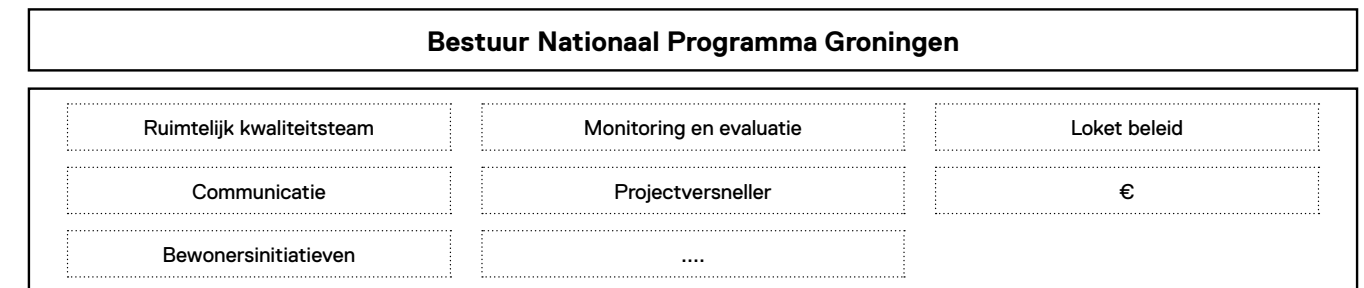 Bestuur Nationaal Programma Groningen
Ruimtelijk kwaliteitsteam
Monitoring en evaluatie
Loket beleid
Communicatie
Projectversneller
€
Bewonersinitiatieven
....